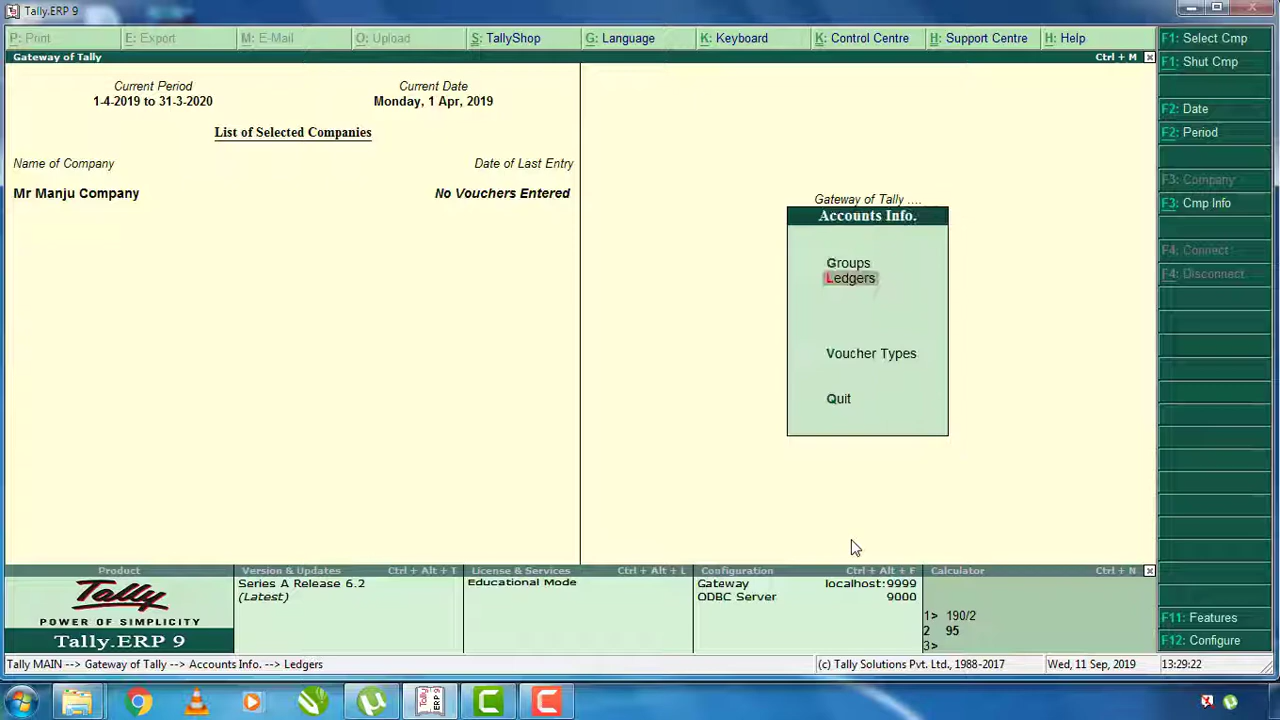 Tally.ERP 9
P: Print
E: Export
M: E-Mail
O: Upload
S: TallyShop
G: Language
K: Keyboard
K: Control Centre
H: Support Centre
H: Help
Gateway of Tally
Ctrl + M
Current Period
1-4-2019 to 31-3-2020
Current Date
Monday, 1 Apr, 2019
List of Selected Companies
Name of Company
Date of Last Entry
Mr Manju Company
No Vouchers Entered
Gateway of Tally ....
Accounts Info.
Groups
Ledgers
Voucher Types
Quit
F1: Select Cmp
F1: Shut Cmp
F2: Date
F2: Period
F3: Company
F3: Cmp Info
F4: Connect
F4: Disconnect
F11: Features
F12: Configure
Product
Tally
POWER OF SIMPLICITY
Tally.ERP 9
Version & Updates
Ctrl + Alt + T
Series A Release 6.2
(Latest)
License & Services
Ctrl + Alt + L
Educational Mode
Configuration
Ctrl + Alt + F
Gateway
localhost:9999
ODBC Server
9000
Calculator
Ctrl + N
1> 190/2
2 95
3>
Tally MAIN --> Gateway of Tally --> Accounts Info. --> Ledgers
(c) Tally Solutions Pvt. Ltd., 1988-2017
Wed, 11 Sep, 2019
13:29:22